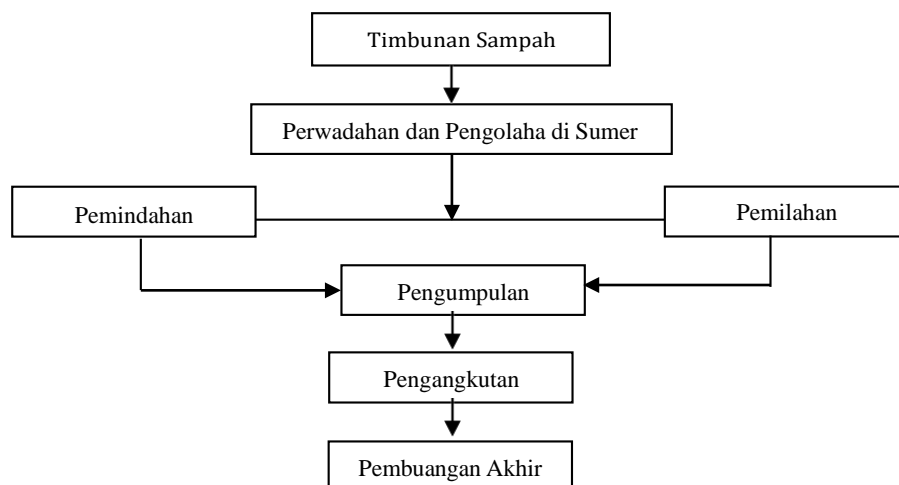 Timbunan Sampah
Perwadahan dan Pengolaha di Sumer
Pemindahan
Pemilahan
Pengumpulan
Pengangkutan
Pembuangan Akhir